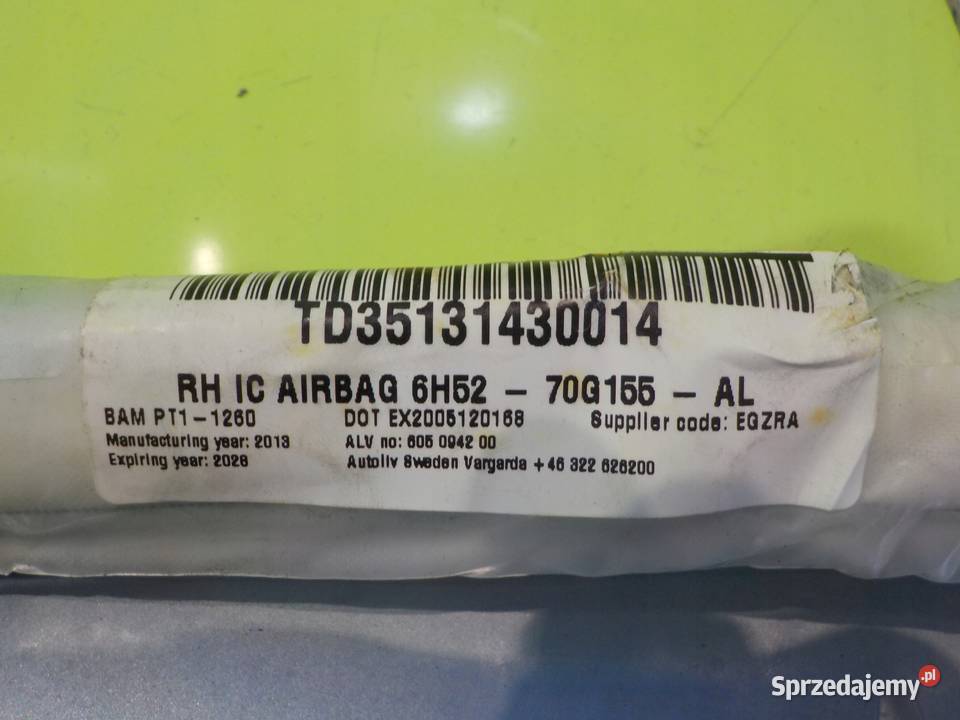 TD35131430014
RH IC AIRBAG 6H52 - 70G155 - AL
BAM PT1-1260 DOT EX2005120168 Supplier code: EGZRA
Manufacturing year: 2013 ALV no: 605 0942 00
Expiring year: 2028 Autoliv Sweden Vargarda +46 322 626200
Sprzedajemy.pl